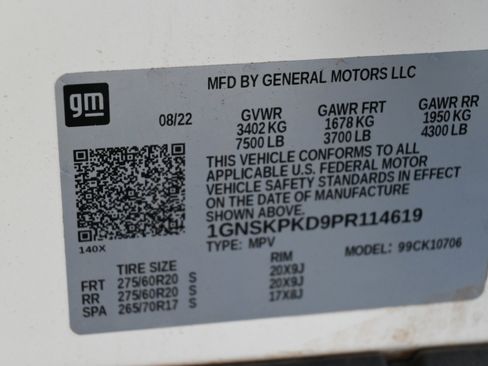 gm
MFD BY GENERAL MOTORS LLC
08/22 GVWR GAWR FRT GAWR RR
3402 KG 1678 KG 1950 KG
7500 LB 3700 LB 4300 LB
THIS VEHICLE CONFORMS TO ALL
APPLICABLE U.S. FEDERAL MOTOR
VEHICLE SAFETY STANDARDS IN EFFECT
ON THE DATE OF MANUFACTURE
SHOWN ABOVE.
1GNSKPKD9PR114619
140X TYPE: MPV MODEL: 99CK10706
TIRE SIZE RIM
FRT 275/60R20 S 20X9J
RR 275/60R20 S 20X9J
SPA 265/70R17 S 17X8J